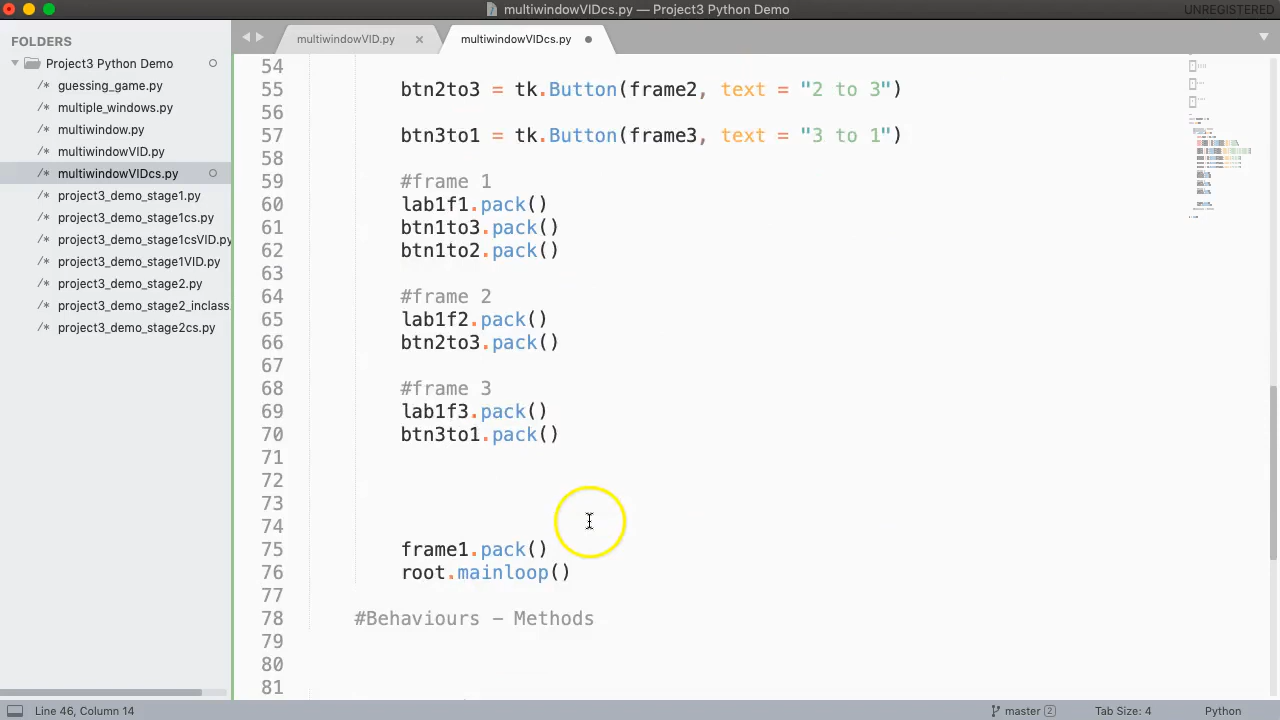 multiwindowVIDcs.py — Project3 Python Demo
UNREGISTERED
FOLDERS
Project3 Python Demo
guessing_game.py
multiple_windows.py
multiwindow.py
multiwindowVID.py
multiwindowVIDcs.py
project3_demo_stage1.py
project3_demo_stage1cs.py
project3_demo_stage1csVID.py
project3_demo_stage1VID.py
project3_demo_stage2.py
project3_demo_stage2_inclass.
project3_demo_stage2cs.py
multiwindowVID.py
multiwindowVIDcs.py
54
55 btn2to3 = tk.Button(frame2, text = "2 to 3")
56
57 btn3to1 = tk.Button(frame3, text = "3 to 1")
58
59 #frame 1
60 lab1f1.pack()
61 btn1to3.pack()
62 btn1to2.pack()
63
64 #frame 2
65 lab1f2.pack()
66 btn2to3.pack()
67
68 #frame 3
69 lab1f3.pack()
70 btn3to1.pack()
71
72
73
74
75 frame1.pack()
76 root.mainloop()
77
78 #Behaviours - Methods
79
80
81
Line 46, Column 14
master 2
Tab Size: 4
Python